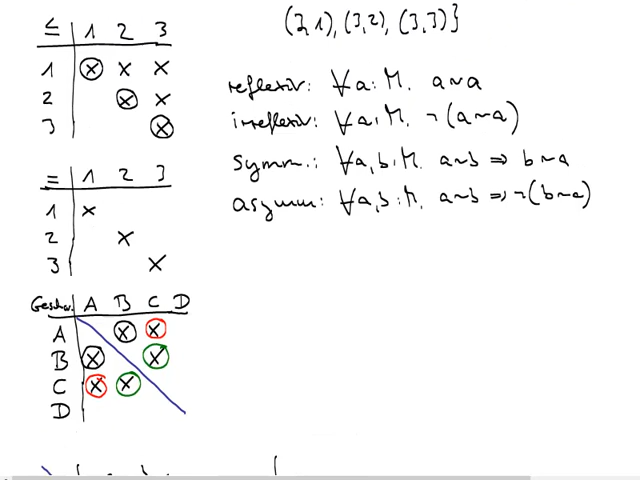 (3,1), (3,2), (3,3)}
≤ | 1 2 3
1 | x x x
2 | x x
3 | x
reflexiv: ∀a:M. a~a
irreflexiv: ∀a:M. ¬(a~a)
symm.: ∀a,b:M. a~b ⇒ b~a
asymm: ∀a,b:M. a~b ⇒ ¬(b~a)
= | 1 2 3
1 | x
2 | x
3 | x
Geschw. | A B C D
A | x x
B | x x
C | x x
D |